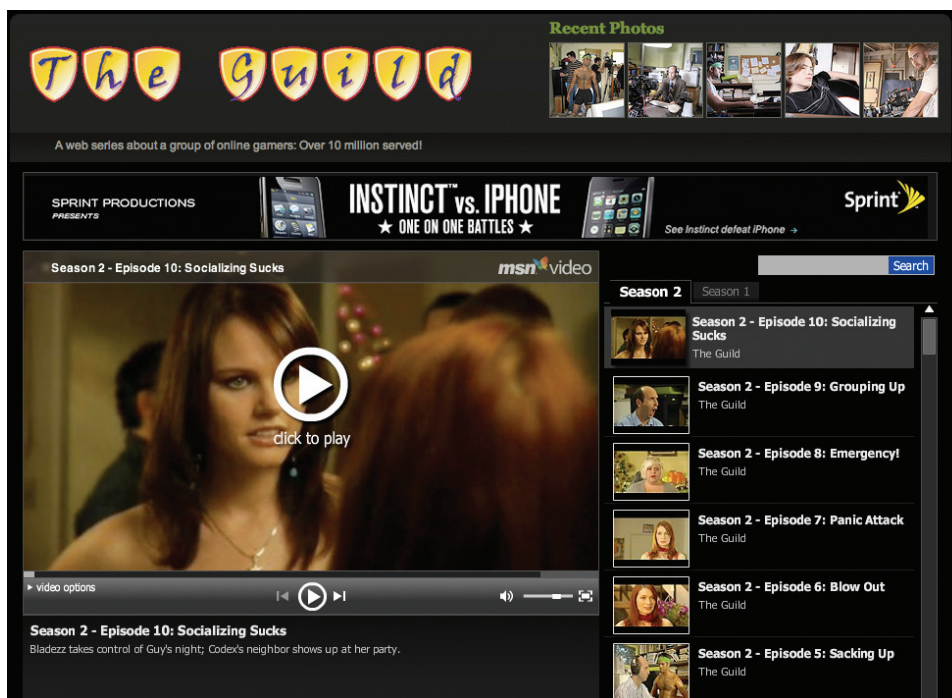 The Guild
Recent Photos
A web series about a group of online gamers: Over 10 million served!
SPRINT PRODUCTIONS
PRESENTS
INSTINCT™ vs. IPHONE
★ ONE ON ONE BATTLES ★
See Instinct defeat iPhone →
Sprint
Season 2 - Episode 10: Socializing Sucks
msn video
click to play
video options
Season 2 - Episode 10: Socializing Sucks
Bladezz takes control of Guy's night; Codex's neighbor shows up at her party.
Search
Season 2 Season 1
Season 2 - Episode 10: Socializing
Sucks
The Guild
Season 2 - Episode 9: Grouping Up
The Guild
Season 2 - Episode 8: Emergency!
The Guild
Season 2 - Episode 7: Panic Attack
The Guild
Season 2 - Episode 6: Blow Out
The Guild
Season 2 - Episode 5: Sacking Up
The Guild